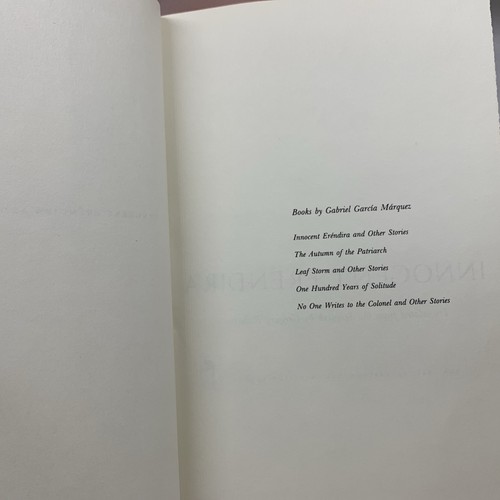 Books by Gabriel García Márquez
Innocent Eréndira and Other Stories
The Autumn of the Patriarch
Leaf Storm and Other Stories
One Hundred Years of Solitude
No One Writes to the Colonel and Other Stories